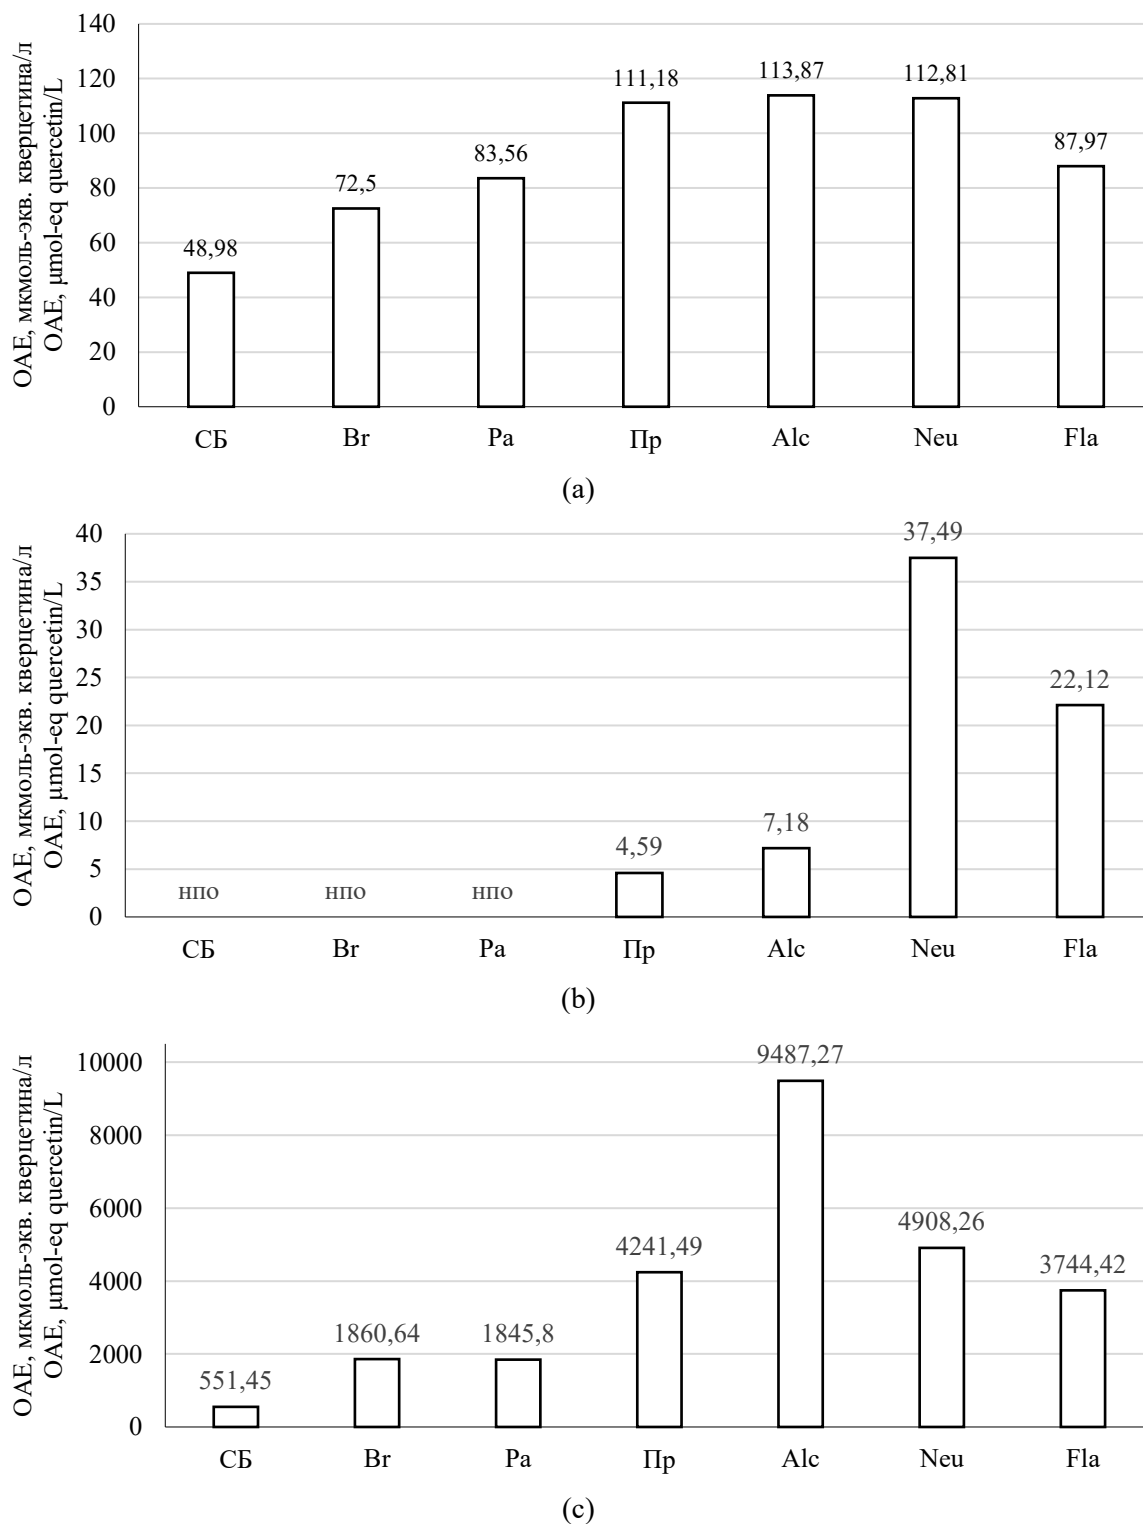 ОАЕ, мкмоль-экв. кверцетина/л
ОАЕ, µmol-eq quercetin/L
140
120
100
80
60
40
20
0
48,98
72,5
83,56
111,18
113,87
112,81
87,97
СБ
Br
Pa
Пр
Alc
Neu
Fla
(a)
ОАЕ, мкмоль-экв. кверцетина/л
ОАЕ, µmol-eq quercetin/L
40
35
30
25
20
15
10
5
0
нпо
нпо
нпо
4,59
7,18
37,49
22,12
СБ
Br
Pa
Пр
Alc
Neu
Fla
(b)
ОАЕ, мкмоль-экв. кверцетина/л
ОАЕ, µmol-eq quercetin/L
10000
8000
6000
4000
2000
0
551,45
1860,64
1845,8
4241,49
9487,27
4908,26
3744,42
СБ
Br
Pa
Пр
Alc
Neu
Fla
(c)